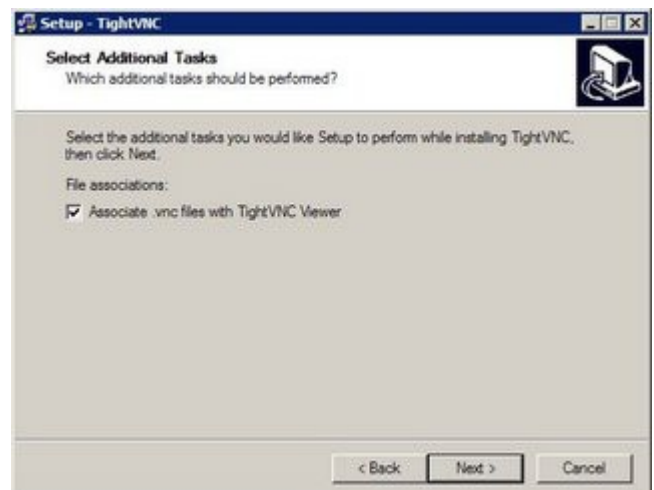 Setup - TightVNC
Select Additional Tasks
Which additional tasks should be performed?
Select the additional tasks you would like Setup to perform while installing TightVNC,
then click Next.
File associations:
Associate .vnc files with TightVNC Viewer
< Back Next > Cancel